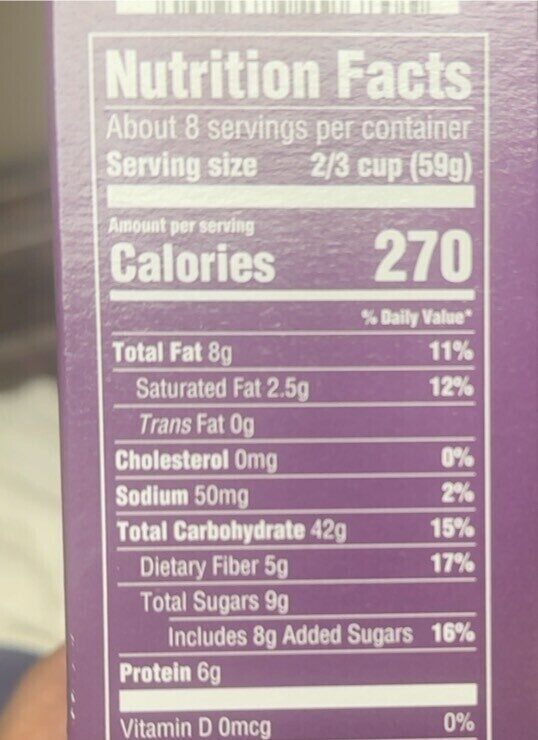 Nutrition Facts
About 8 servings per container
Serving size 2/3 cup (59g)
Amount per serving
Calories 270
% Daily Value*
Total Fat 8g 11%
Saturated Fat 2.5g 12%
Trans Fat 0g
Cholesterol 0mg 0%
Sodium 50mg 2%
Total Carbohydrate 42g 15%
Dietary Fiber 5g 17%
Total Sugars 9g
Includes 8g Added Sugars 16%
Protein 6g
Vitamin D 0mcg 0%